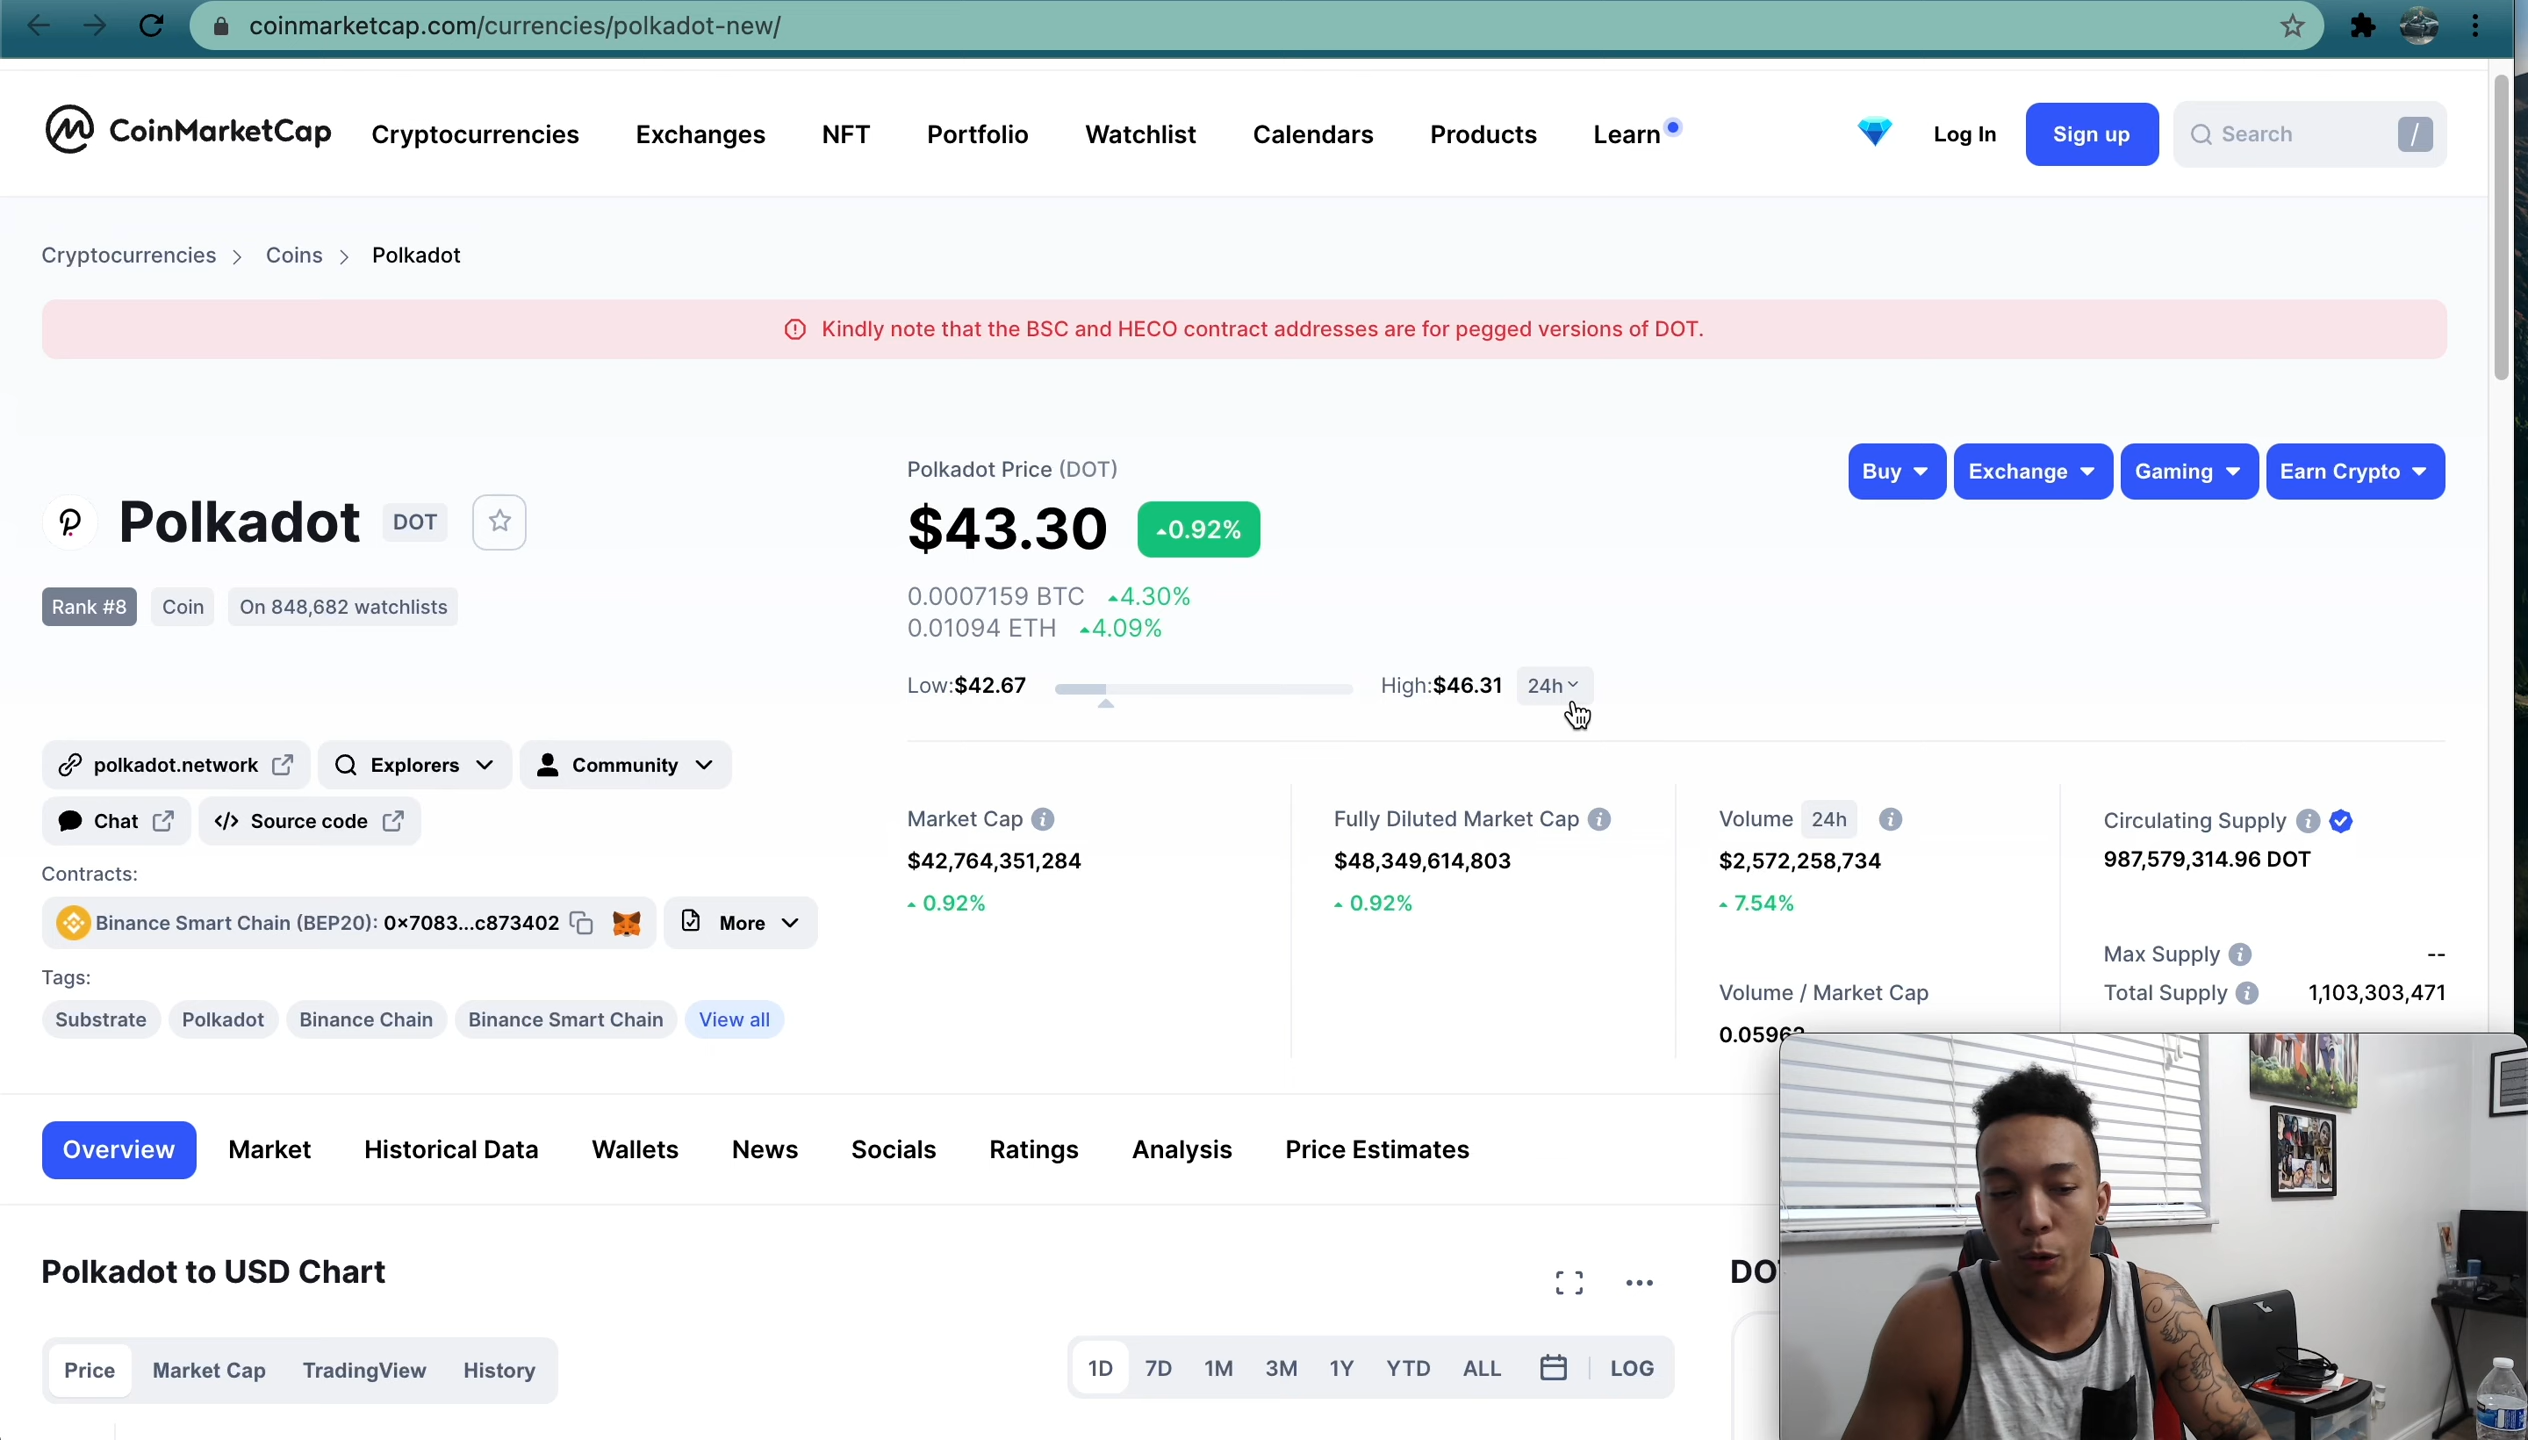 coinmarketcap.com/currencies/polkadot-new/
CoinMarketCap Cryptocurrencies Exchanges NFT Portfolio Watchlist Calendars Products Learn Log In Sign up Search /
Cryptocurrencies > Coins > Polkadot
Kindly note that the BSC and HECO contract addresses are for pegged versions of DOT.
Polkadot DOT
Rank #8 Coin On 848,682 watchlists
Polkadot Price (DOT)
$43.30 0.92%
0.0007159 BTC 4.30%
0.01094 ETH 4.09%
Low:$42.67 High:$46.31 24h
Buy Exchange Gaming Earn Crypto
polkadot.network Explorers Community
Chat Source code
Contracts:
Binance Smart Chain (BEP20): 0x7083...c873402 More
Tags:
Substrate Polkadot Binance Chain Binance Smart Chain View all
Market Cap
$42,764,351,284
0.92%
Fully Diluted Market Cap
$48,349,614,803
0.92%
Volume 24h
$2,572,258,734
7.54%
Volume / Market Cap
Circulating Supply
987,579,314.96 DOT
Max Supply --
Total Supply 1,103,303,471
Overview Market Historical Data Wallets News Socials Ratings Analysis Price Estimates
Polkadot to USD Chart
Price Market Cap TradingView History
1D 7D 1M 3M 1Y YTD ALL LOG